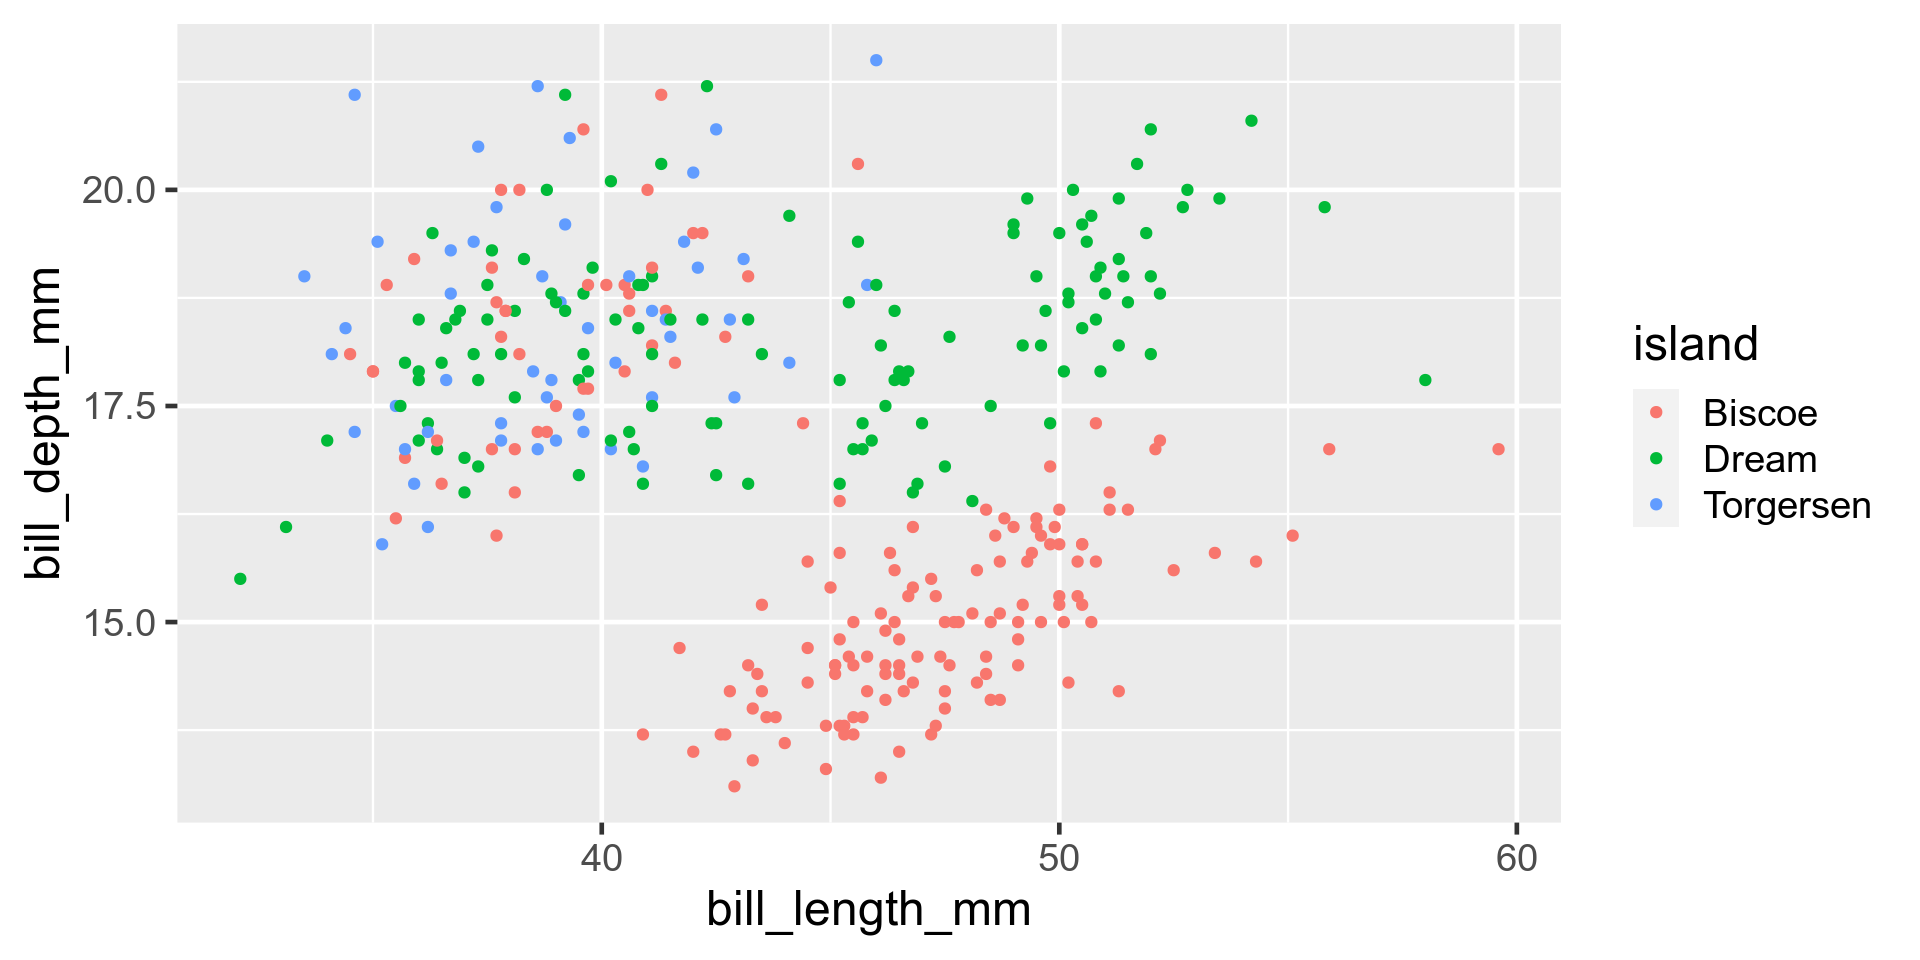 bill_depth_mm
20.0
17.5
15.0
40 50 60
bill_length_mm
island
Biscoe
Dream
Torgersen